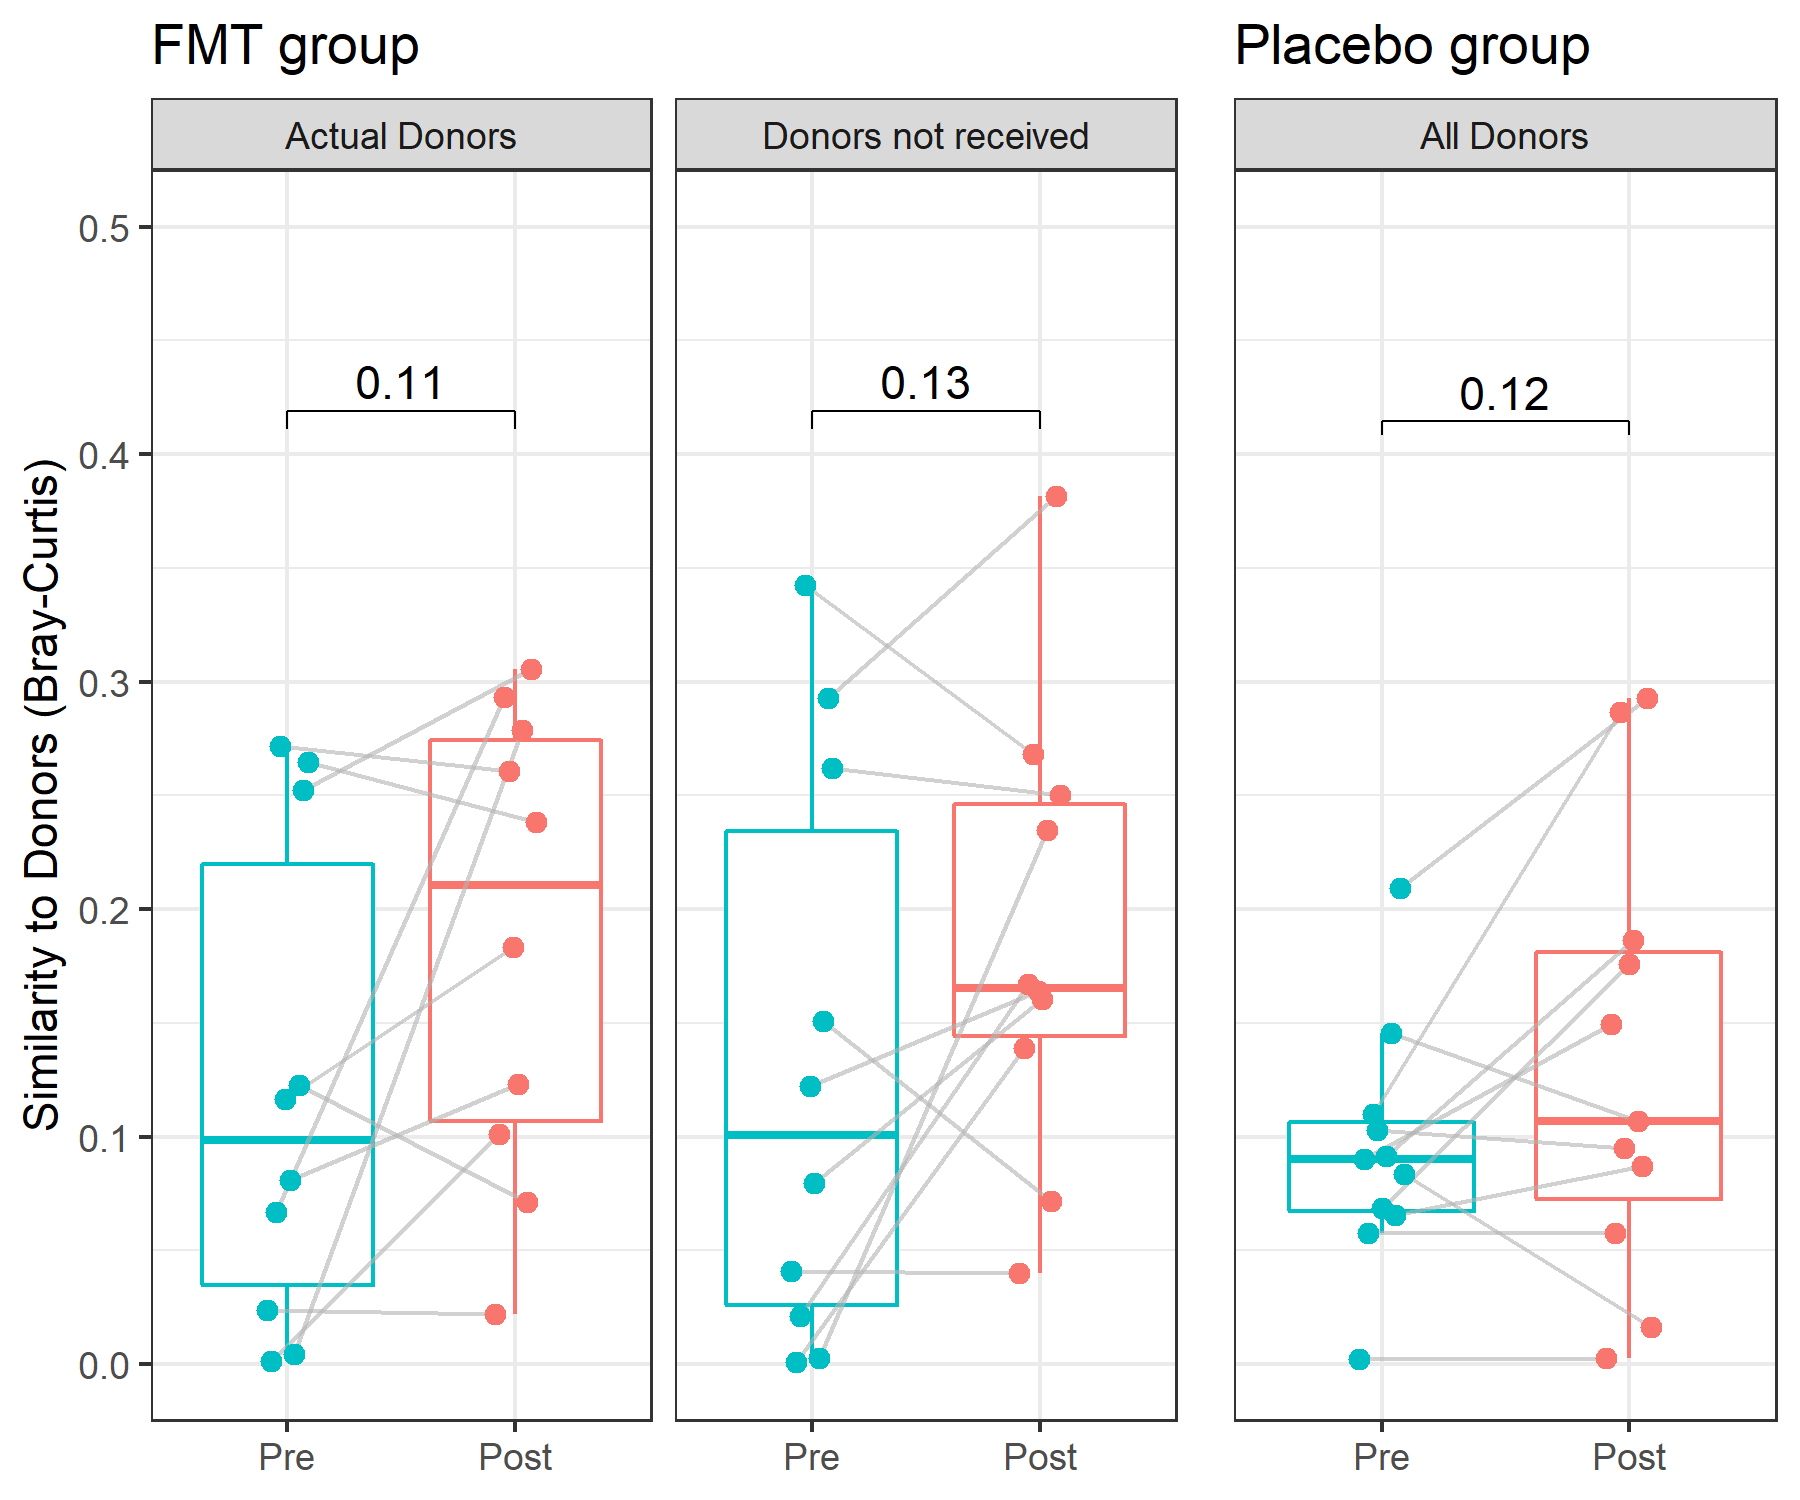 FMT group
Placebo group
Actual Donors
Donors not received
All Donors
Similarity to Donors (Bray-Curtis)
0.5
0.4
0.3
0.2
0.1
0.0
0.11
0.13
0.12
Pre
Post
Pre
Post
Pre
Post